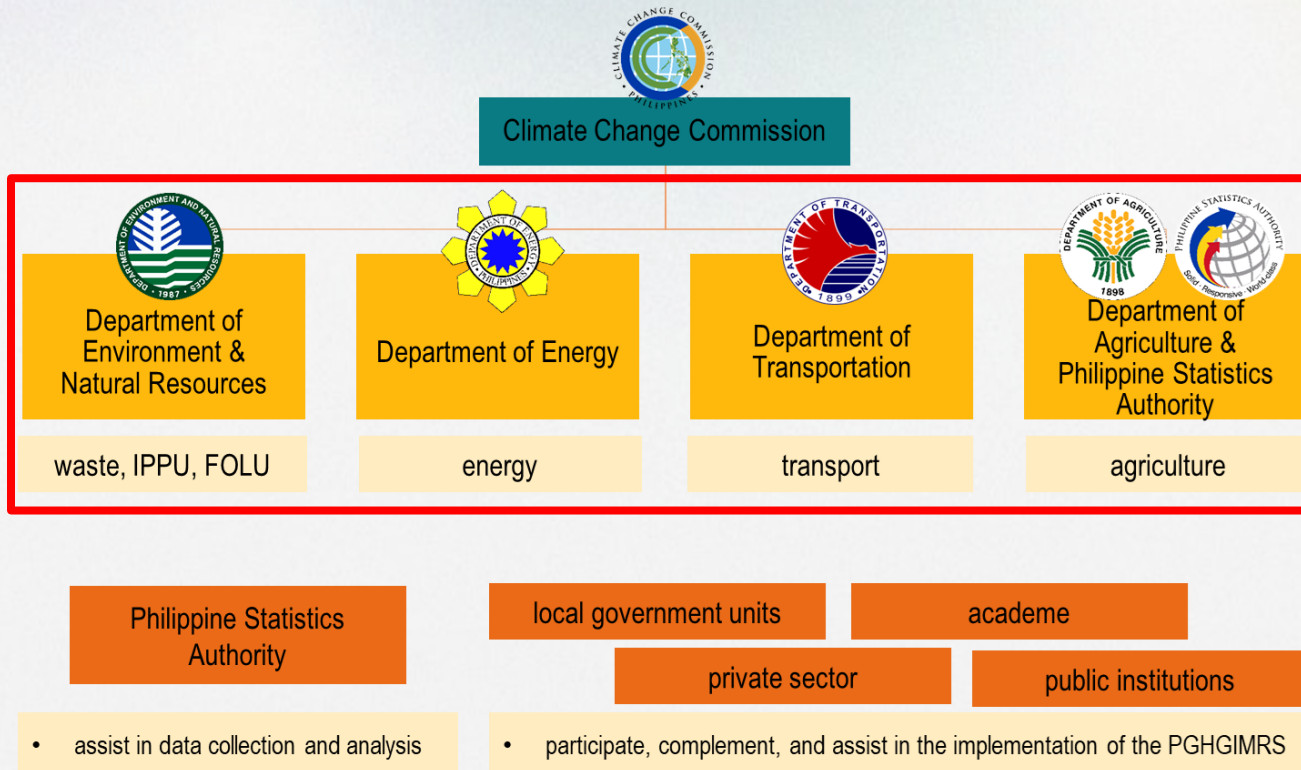 CLIMATE CHANGE COMMISSION
PHILIPPINES
Climate Change Commission
DEPARTMENT OF ENVIRONMENT AND NATURAL RESOURCES
1987
DEPARTMENT OF ENERGY
PHILIPPINES
DEPARTMENT OF TRANSPORTATION
1899
DEPARTMENT OF AGRICULTURE
1898
PHILIPPINE STATISTICS AUTHORITY
Solid · Responsive · World-class
Department of
Environment &
Natural Resources
Department of Energy
Department of
Transportation
Department of
Agriculture &
Philippine Statistics
Authority
waste, IPPU, FOLU
energy
transport
agriculture
Philippine Statistics
Authority
local government units
academe
private sector
public institutions
• assist in data collection and analysis
• participate, complement, and assist in the implementation of the PGHGIMRS